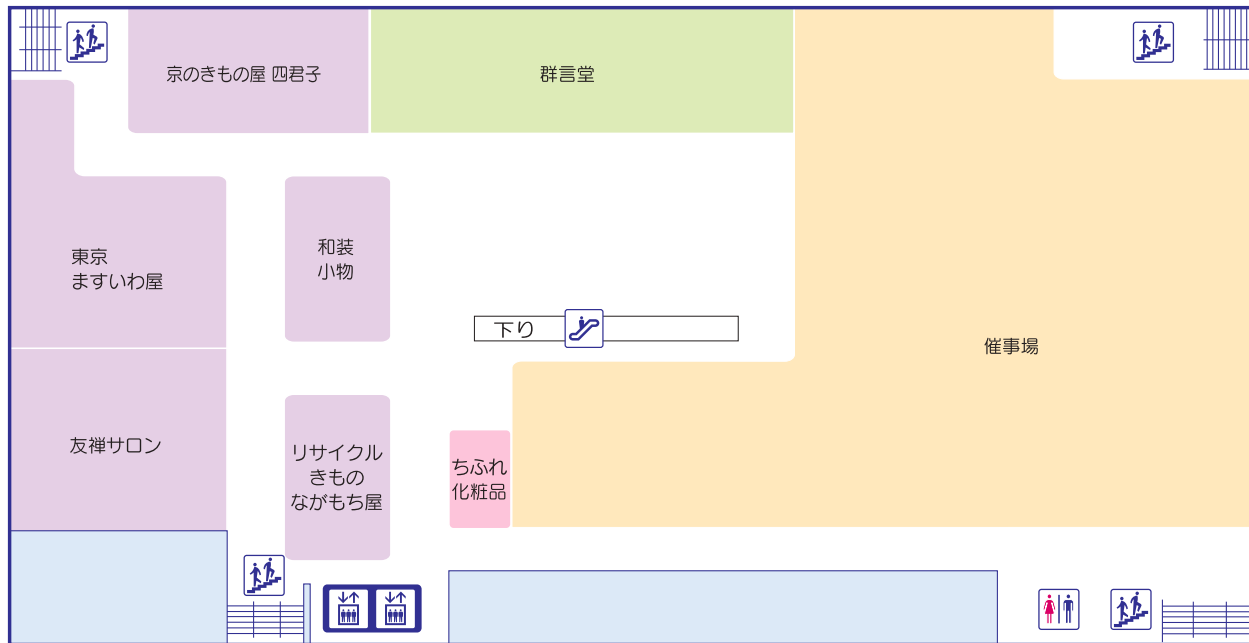 京のきもの屋 四君子
群言堂
東京
ますいわ屋
和装
小物
下り
催事場
友禅サロン
リサイクル
きもの
ながもち屋
ちふれ
化粧品